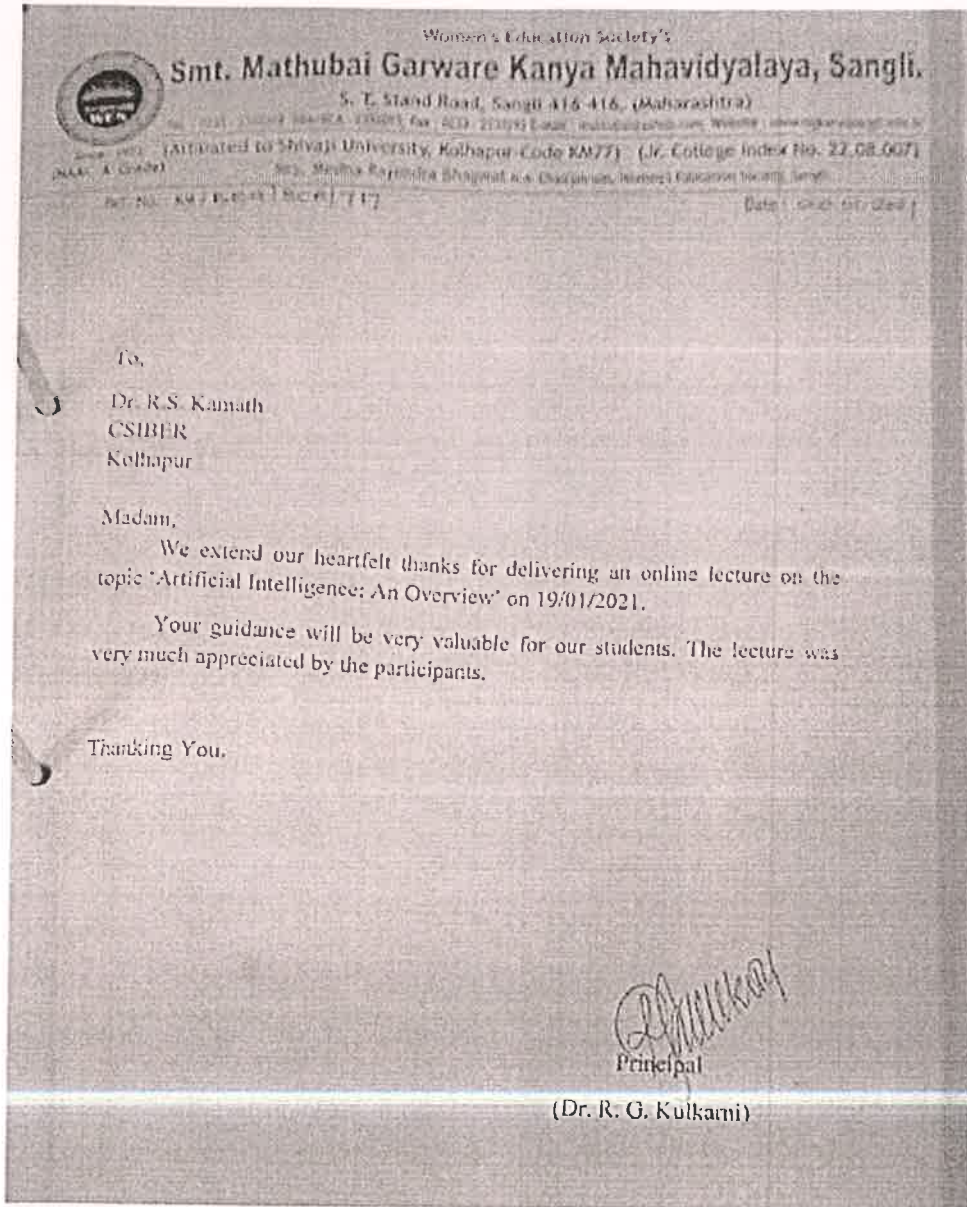 Women's Education Society's
Smt. Mathubai Garware Kanya Mahavidyalaya, Sangli.
S. T. Stand Road, Sangli 416 416. (Maharashtra)
(Affiliated to Shivaji University, Kolhapur Code KM77) (Jr. College Index No. 22.08.007)
Date
To,
Dr. R.S. Kamath
CSIBER
Kolhapur
Madam,
We extend our heartfelt thanks for delivering an online lecture on the
topic 'Artificial Intelligence: An Overview' on 19/01/2021.
Your guidance will be very valuable for our students. The lecture was
very much appreciated by the participants.
Thanking You.
Principal
(Dr. R. G. Kulkarni)